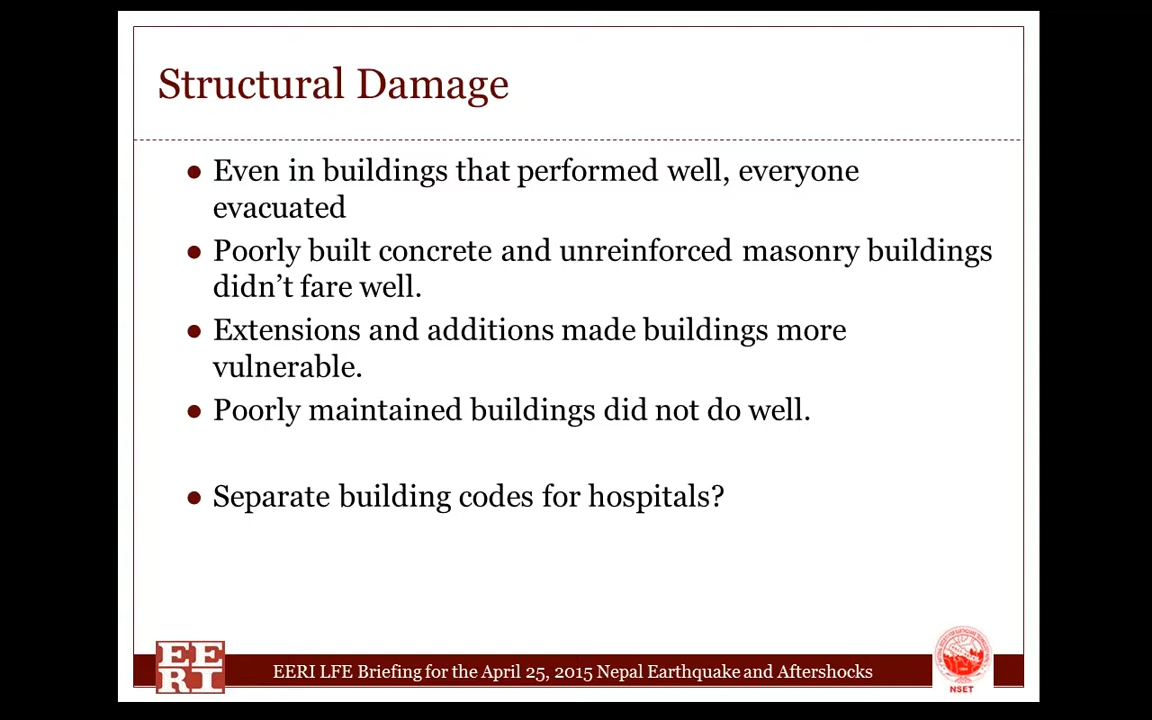 Structural Damage
● Even in buildings that performed well, everyone
evacuated
● Poorly built concrete and unreinforced masonry buildings
didn't fare well.
● Extensions and additions made buildings more
vulnerable.
● Poorly maintained buildings did not do well.
● Separate building codes for hospitals?
EE
RI
EERI LFE Briefing for the April 25, 2015 Nepal Earthquake and Aftershocks
NSET